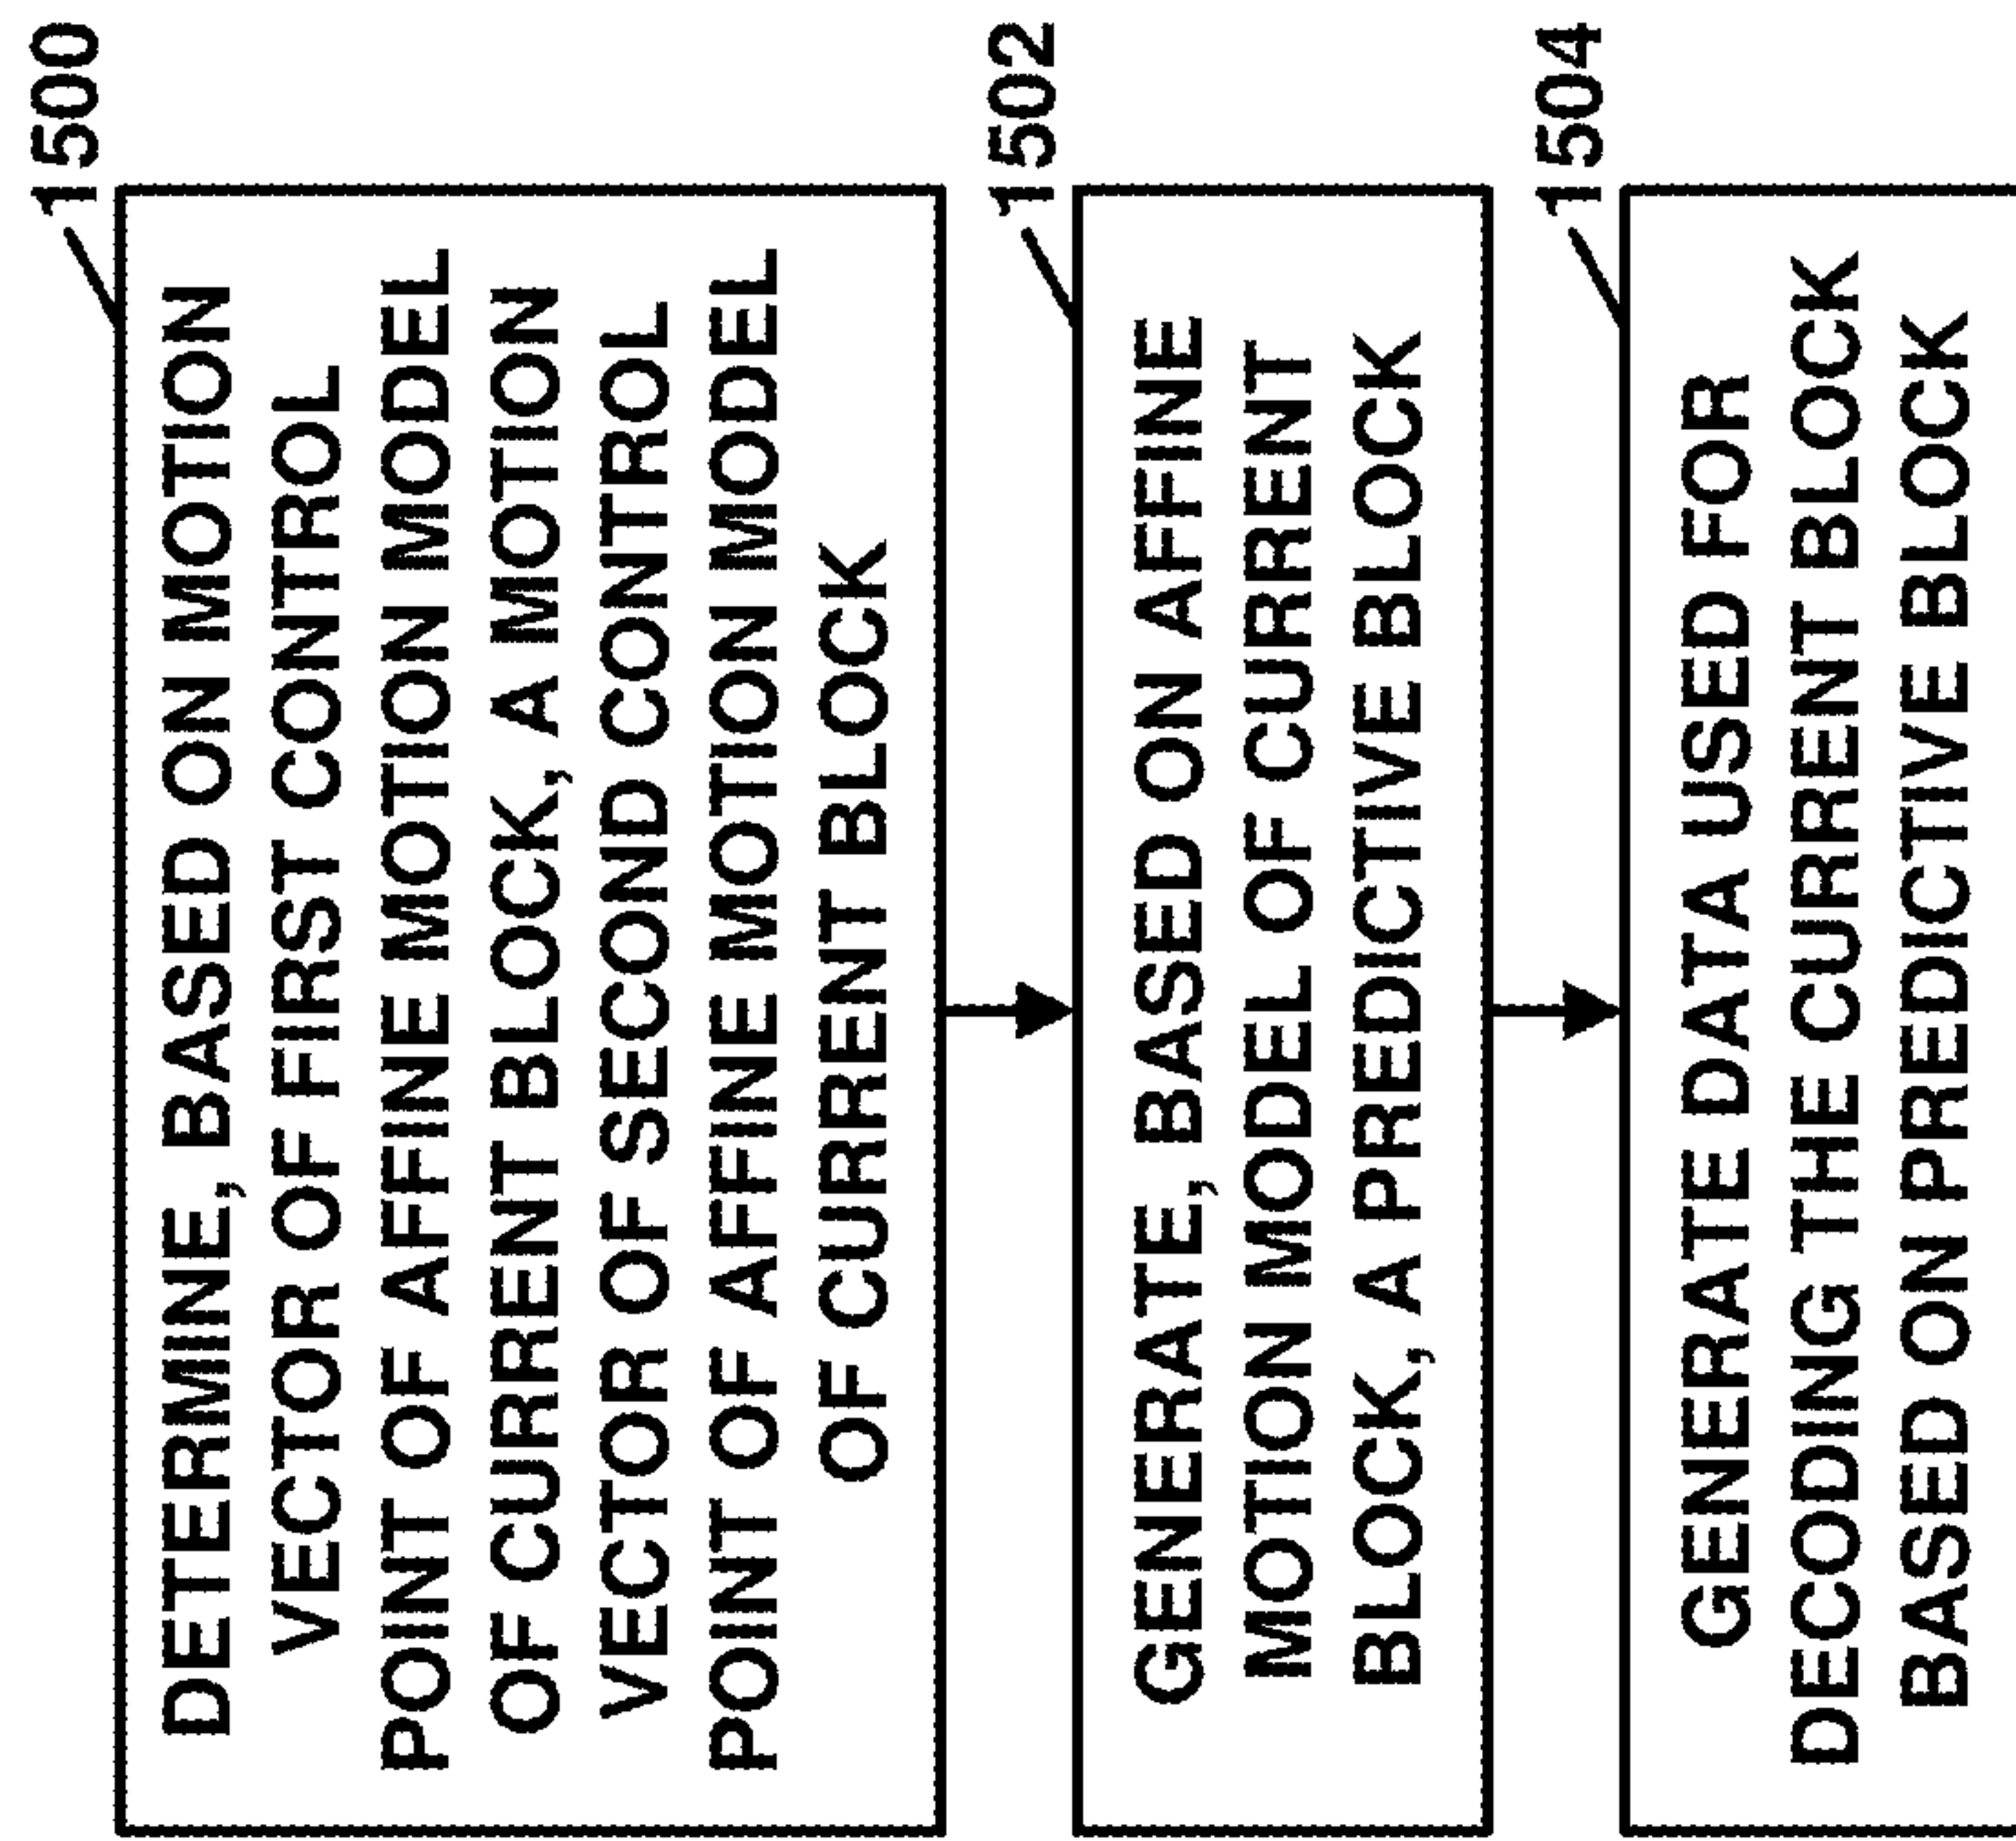 1500
DETERMINE, BASED ON MOTION
VECTOR OF FIRST CONTROL
POINT OF AFFINE MOTION MODEL
OF CURRENT BLOCK, A MOTION
VECTOR OF SECOND CONTROL
POINT OF AFFINE MOTION MODEL
OF CURRENT BLOCK
1502
GENERATE, BASED ON AFFINE
MOTION MODEL OF CURRENT
BLOCK, A PREDICTIVE BLOCK
1504
GENERATE DATA USED FOR
DECODING THE CURRENT BLOCK
BASED ON PREDICTIVE BLOCK